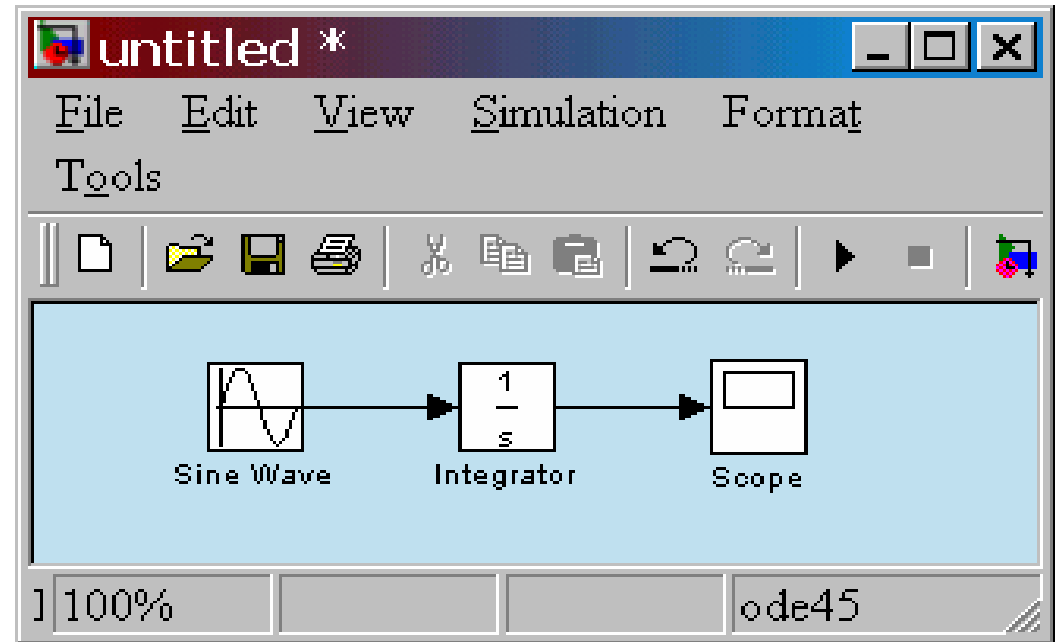 untitled *
File Edit View Simulation Format
Tools
1
s
Sine Wave Integrator Scope
100% ode45